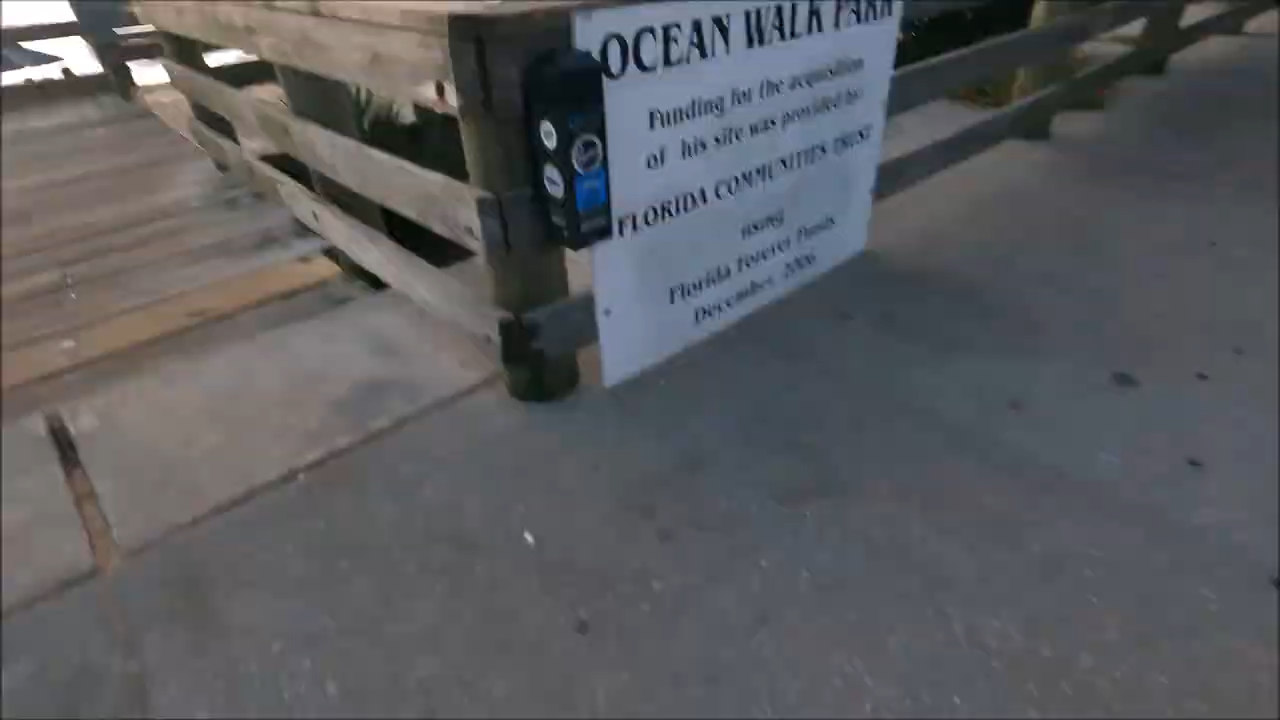 OCEAN WALK PARK
Funding for the acquisition
of his site was provided by:
FLORIDA COMMUNITIES TRUST
using
Florida Forever Funds
December, 2006